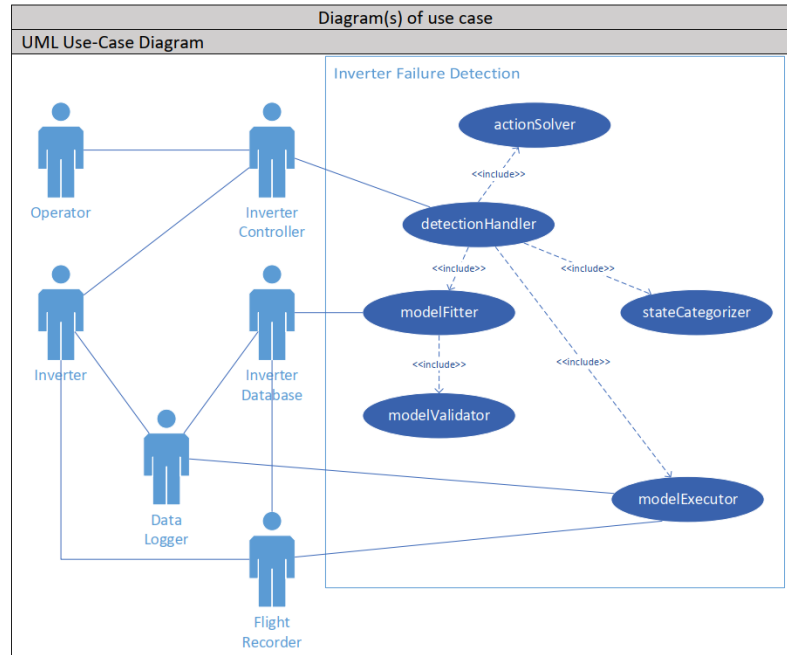 Diagram(s) of use case
UML Use-Case Diagram
Inverter Failure Detection
actionSolver
<<include>>
Operator
Inverter
Controller
detectionHandler
<<include>>
<<include>>
modelFitter
stateCategorizer
Inverter
Inverter
Database
<<include>>
<<include>>
modelValidator
modelExecutor
Data
Logger
Flight
Recorder